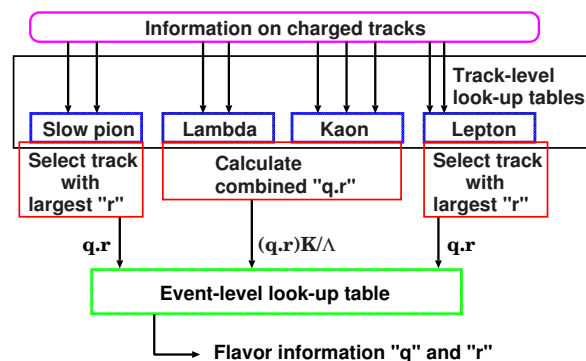 Information on charged tracks
Track-level
look-up tables
Slow pion
Lambda
Kaon
Lepton
Select track
with
largest "r"
Calculate
combined "q.r"
Select track
with
largest "r"
q.r
(q.r)K/Λ
q.r
Event-level look-up table
Flavor information "q" and "r"